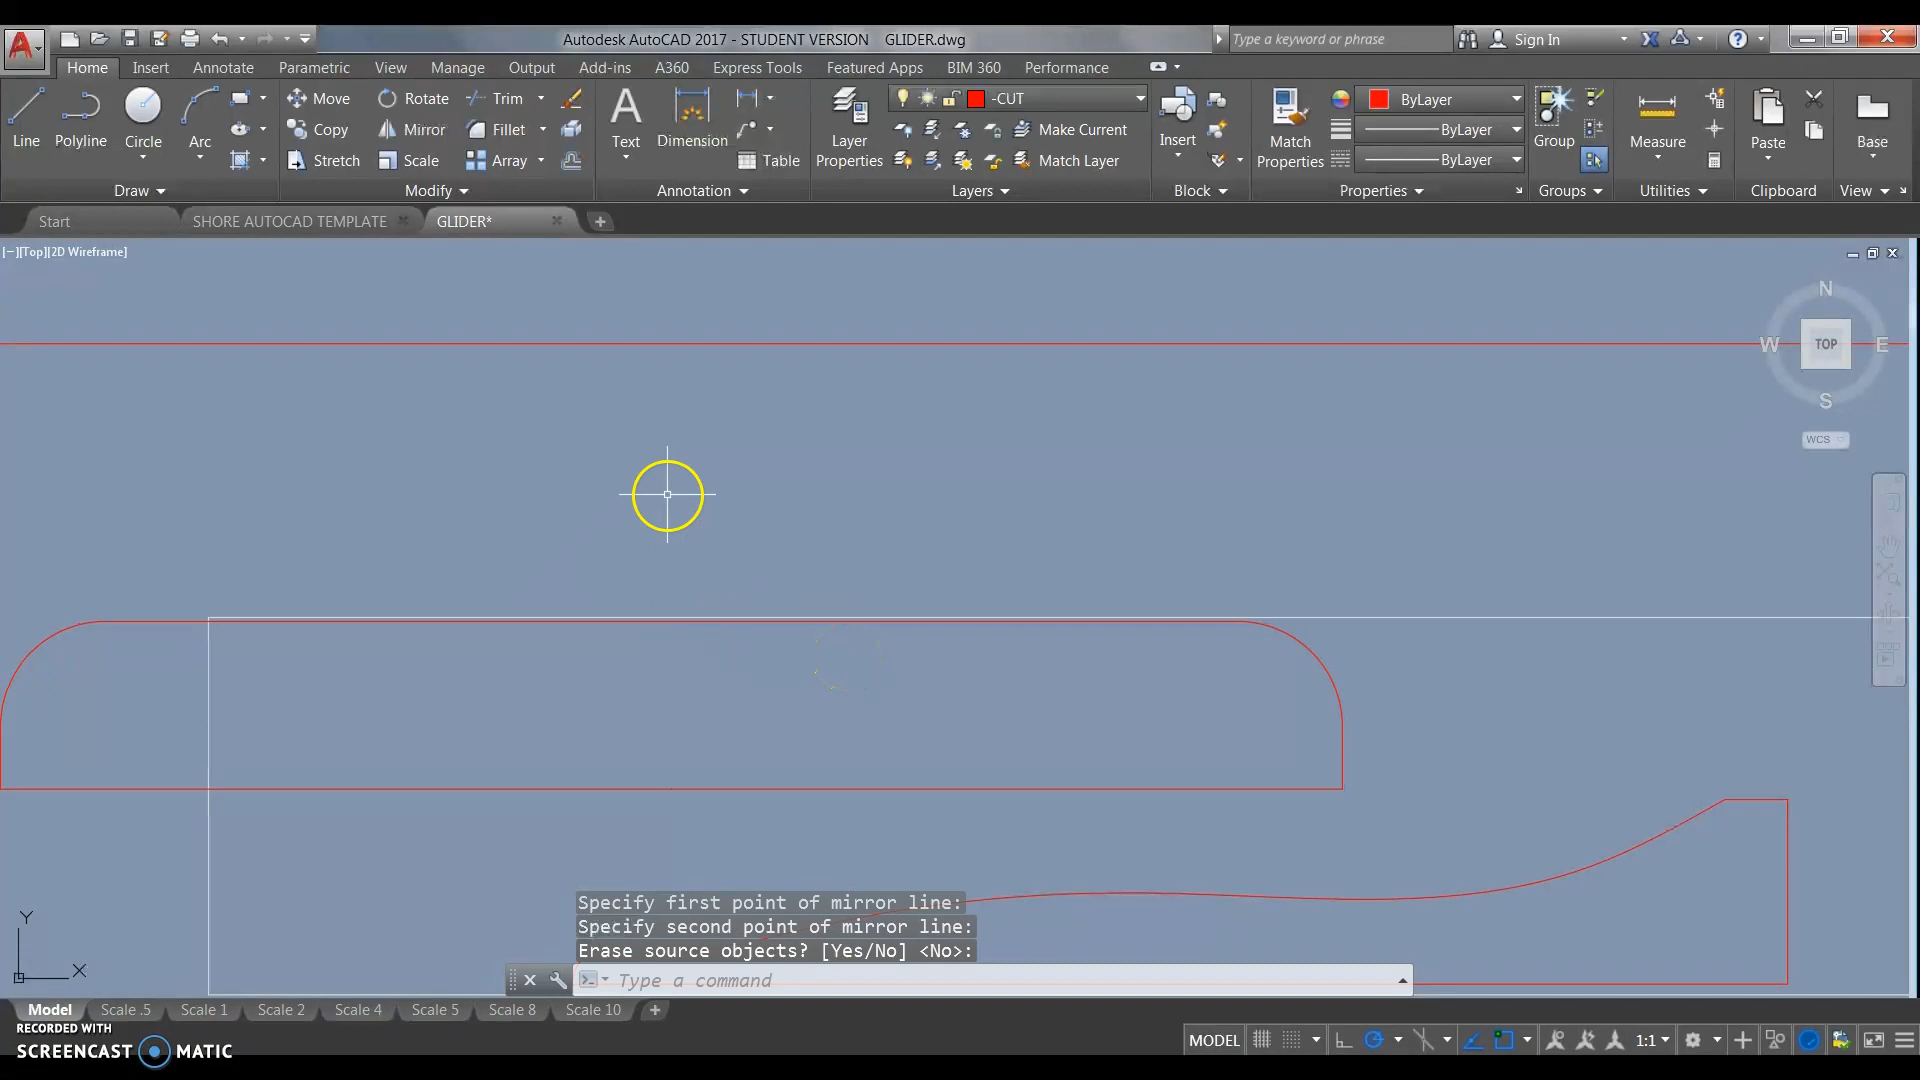 Autodesk AutoCAD 2017 - STUDENT VERSION GLIDER.dwg
Type a keyword or phrase
Sign In
Home Insert Annotate Parametric View Manage Output Add-ins A360 Express Tools Featured Apps BIM 360 Performance
Line
Polyline
Circle
Arc
Draw
Move Rotate Trim
Copy Mirror Fillet
Stretch Scale Array
Modify
Text
Dimension
Table
Annotation
Layer
Properties
-CUT
Make Current
Match Layer
Layers
Insert
Block
Match
Properties
ByLayer
ByLayer
ByLayer
Properties
Group
Groups
Measure
Utilities
Paste
Clipboard
Base
View
Start SHORE AUTOCAD TEMPLATE GLIDER*
[−][Top][2D Wireframe]
N
W TOP E
S
WCS
Y
X
Specify first point of mirror line:
Specify second point of mirror line:
Erase source objects? [Yes/No] <No>:
Type a command
Model Scale .5 Scale 1 Scale 2 Scale 4 Scale 5 Scale 8 Scale 10
RECORDED WITH
SCREENCAST MATIC
MODEL 1:1